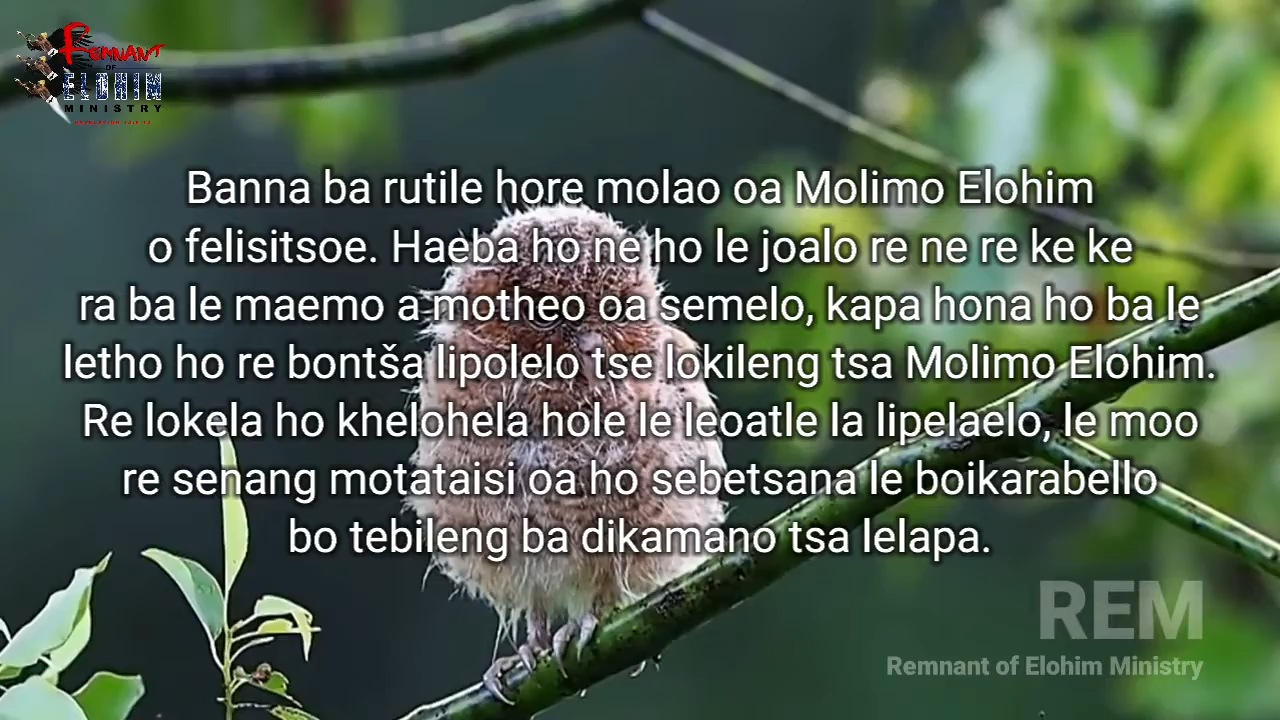 REMNANT
OF
ELOHIM
MINISTRY
Banna ba rutile hore molao oa Molimo Elohim
o felisitsoe. Haeba ho ne ho le joalo re ne re ke ke
ra ba le maemo a motheo oa semelo, kapa hona ho ba le
letho ho re bontša lipolelo tse lokileng tsa Molimo Elohim.
Re lokela ho khelohela hole le leoatle la lipelaelo, le moo
re senang motataisi oa ho sebetsana le boikarabello
bo tebileng ba dikamano tsa lelapa.
REM
Remnant of Elohim Ministry